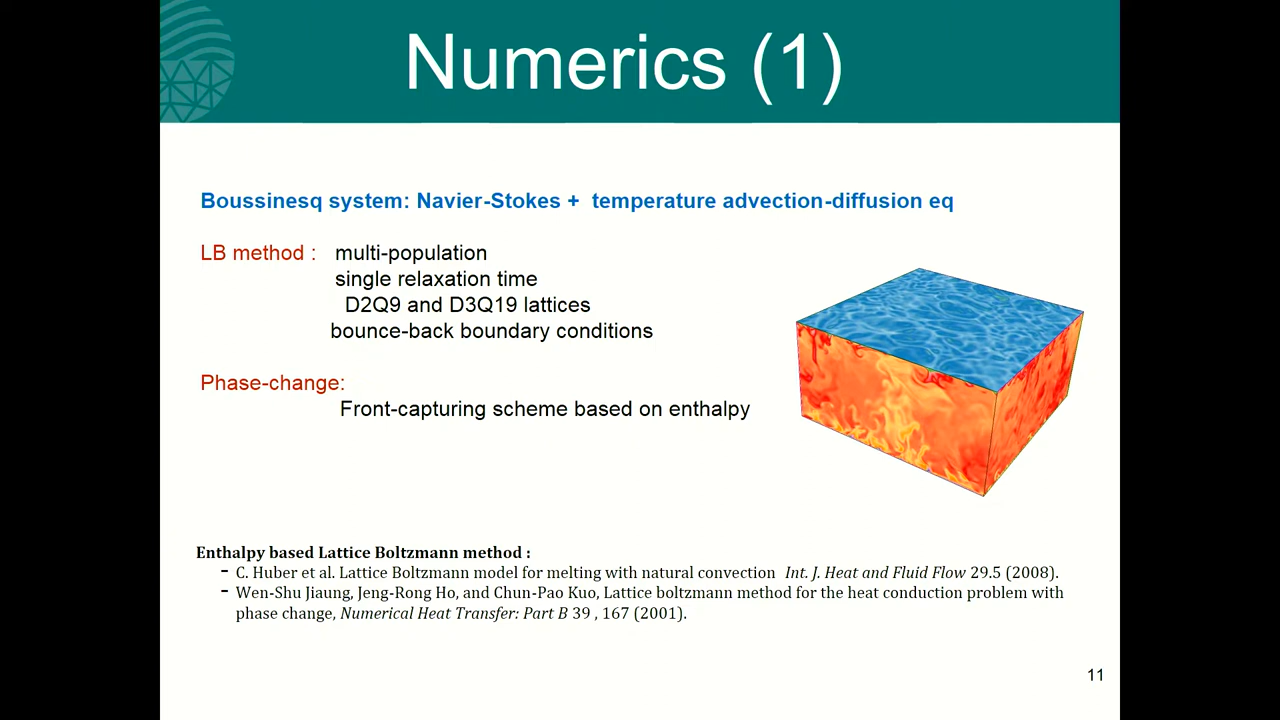 Numerics (1)
Boussinesq system: Navier-Stokes + temperature advection-diffusion eq
LB method : multi-population
single relaxation time
D2Q9 and D3Q19 lattices
bounce-back boundary conditions
Phase-change:
Front-capturing scheme based on enthalpy
Enthalpy based Lattice Boltzmann method :
- C. Huber et al. Lattice Boltzmann model for melting with natural convection Int. J. Heat and Fluid Flow 29.5 (2008).
- Wen-Shu Jiaung, Jeng-Rong Ho, and Chun-Pao Kuo, Lattice boltzmann method for the heat conduction problem with
phase change, Numerical Heat Transfer: Part B 39 , 167 (2001).
11